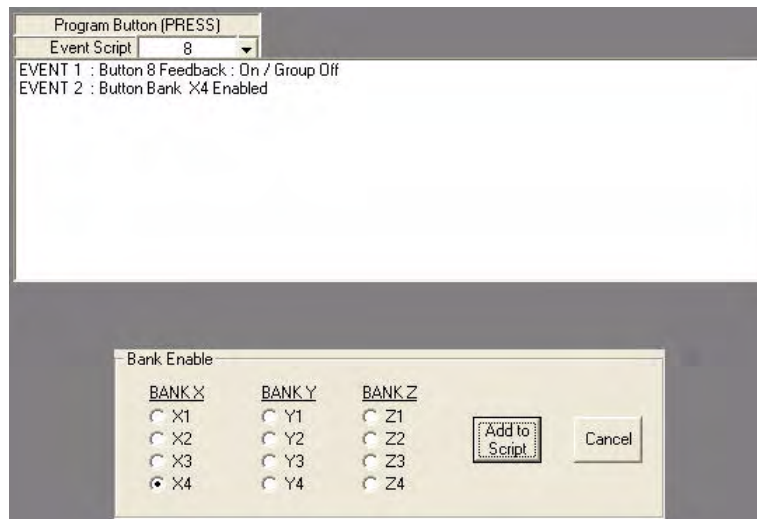 Program Button (PRESS)
Event Script 8
EVENT 1 : Button 8 Feedback : On / Group Off
EVENT 2 : Button Bank X4 Enabled
Bank Enable
BANK X BANK Y BANK Z
X1 Y1 Z1
X2 Y2 Z2
X3 Y3 Z3
X4 Y4 Z4
Add to
Script
Cancel